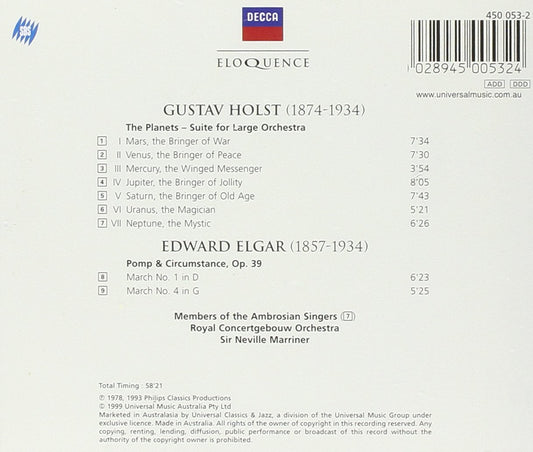 DECCA
450 053-2
SBS
ELOQUENCE
028945 005324
ADD DDD
www.universalmusic.com.au
GUSTAV HOLST (1874-1934)
The Planets – Suite for Large Orchestra
1 I Mars, the Bringer of War 7'34
2 II Venus, the Bringer of Peace 7'30
3 III Mercury, the Winged Messenger 3'54
4 IV Jupiter, the Bringer of Jollity 8'05
5 V Saturn, the Bringer of Old Age 7'43
6 VI Uranus, the Magician 5'21
7 VII Neptune, the Mystic 6'26
EDWARD ELGAR (1857-1934)
Pomp & Circumstance, Op. 39
8 March No. 1 in D 6'23
9 March No. 4 in G 5'25
Members of the Ambrosian Singers (7)
Royal Concertgebouw Orchestra
Sir Neville Marriner
Total Timing : 58'21
℗ 1978, 1993 Philips Classics Productions
© 1999 Universal Music Australia Pty Ltd
Marketed in Australasia by Universal Classics & Jazz, a division of the Universal Music Group under
exclusive licence. Made in Australia. All rights of the owner of copyright in this recording reserved. Any
copying, renting, lending, diffusion, public performance or broadcast of this record without the
authority of the copyright owner is prohibited.